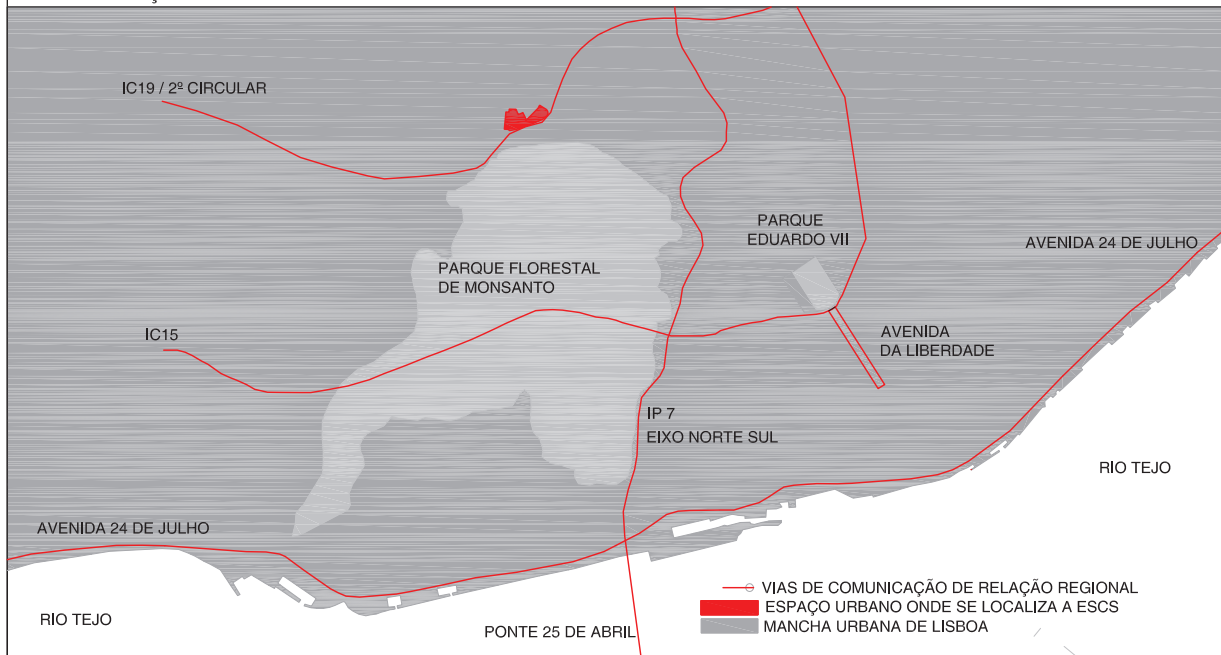 IC19 / 2º CIRCULAR
PARQUE
EDUARDO VII
AVENIDA 24 DE JULHO
PARQUE FLORESTAL
DE MONSANTO
IC15
AVENIDA
DA LIBERDADE
IP 7
EIXO NORTE SUL
RIO TEJO
AVENIDA 24 DE JULHO
VIAS DE COMUNICAÇÃO DE RELAÇÃO REGIONAL
ESPAÇO URBANO ONDE SE LOCALIZA A ESCS
MANCHA URBANA DE LISBOA
RIO TEJO
PONTE 25 DE ABRIL